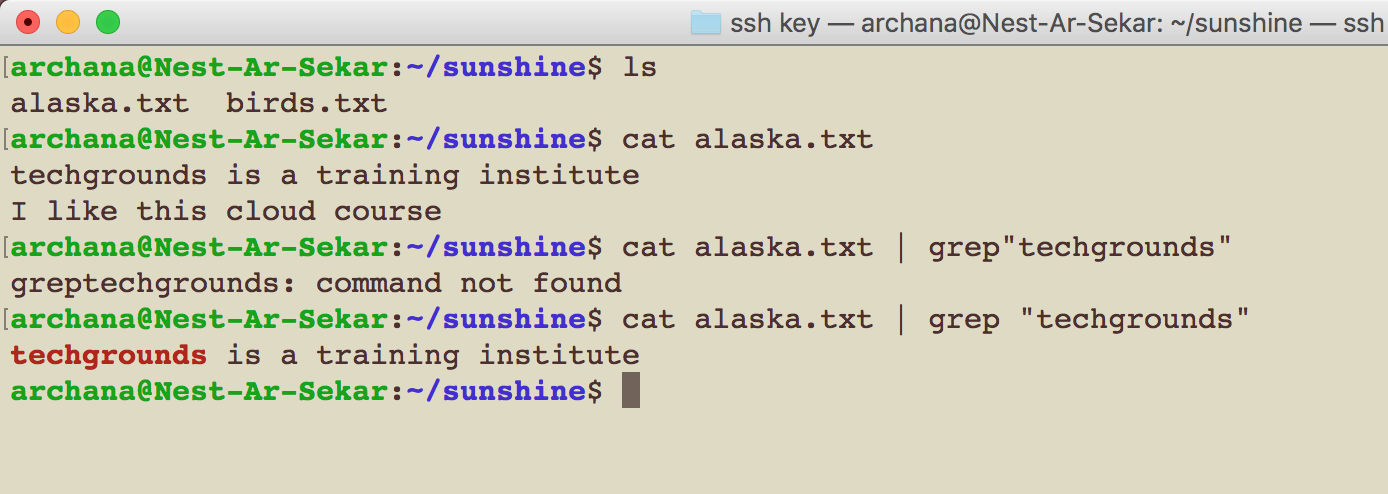 ssh key — archana@Nest-Ar-Sekar: ~/sunshine — ssh
[archana@Nest-Ar-Sekar:~/sunshine$ ls
alaska.txt  birds.txt
[archana@Nest-Ar-Sekar:~/sunshine$ cat alaska.txt
techgrounds is a training institute
I like this cloud course
[archana@Nest-Ar-Sekar:~/sunshine$ cat alaska.txt | grep"techgrounds"
greptechgrounds: command not found
[archana@Nest-Ar-Sekar:~/sunshine$ cat alaska.txt | grep "techgrounds"
techgrounds is a training institute
archana@Nest-Ar-Sekar:~/sunshine$